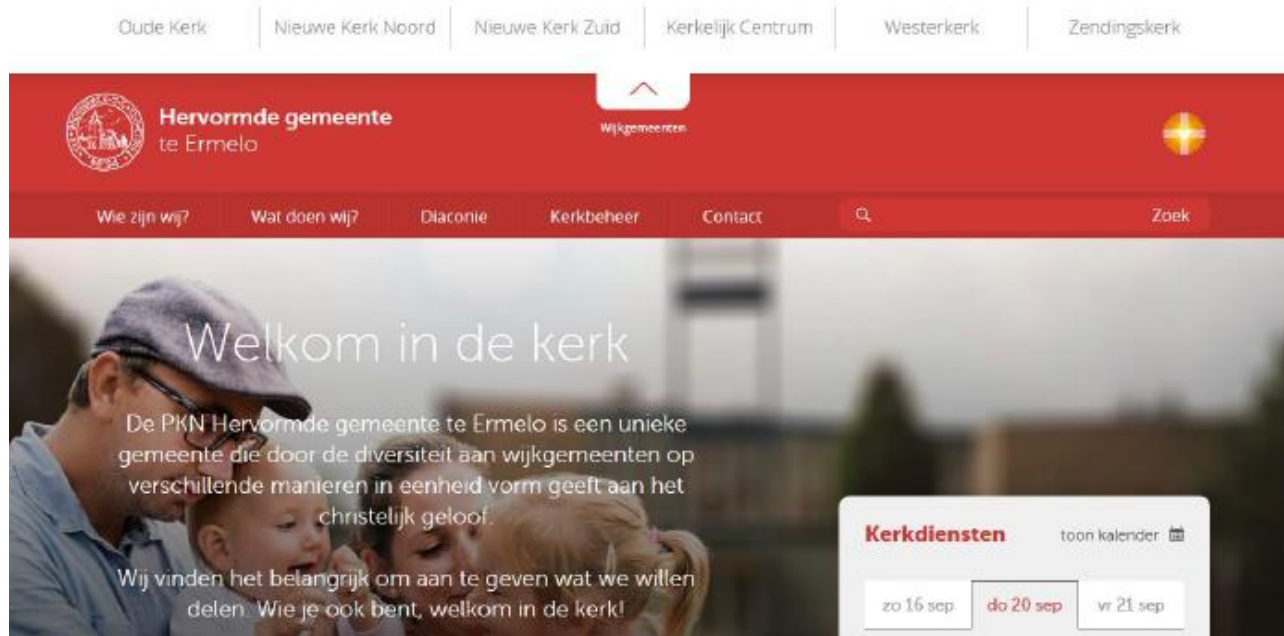 Oude Kerk
Nieuwe Kerk Noord
Nieuwe Kerk Zuid
Kerkelijk Centrum
Westerkerk
Zendingskerk
Hervormde gemeente
te Ermelo
Wijkgemeenten
Wie zijn wij?
Wat doen wij?
Diaconie
Kerkbeheer
Contact
Zoek
Welkom in de kerk
De PKN Hervormde gemeente te Ermelo is een unieke
gemeente die door de diversiteit aan wijkgemeenten op
verschillende manieren in eenheid vorm geeft aan het
christelijk geloof.
Wij vinden het belangrijk om aan te geven wat we willen
delen. Wie je ook bent, welkom in de kerk!
Kerkdiensten
toon kalender
zo 16 sep
do 20 sep
vr 21 sep